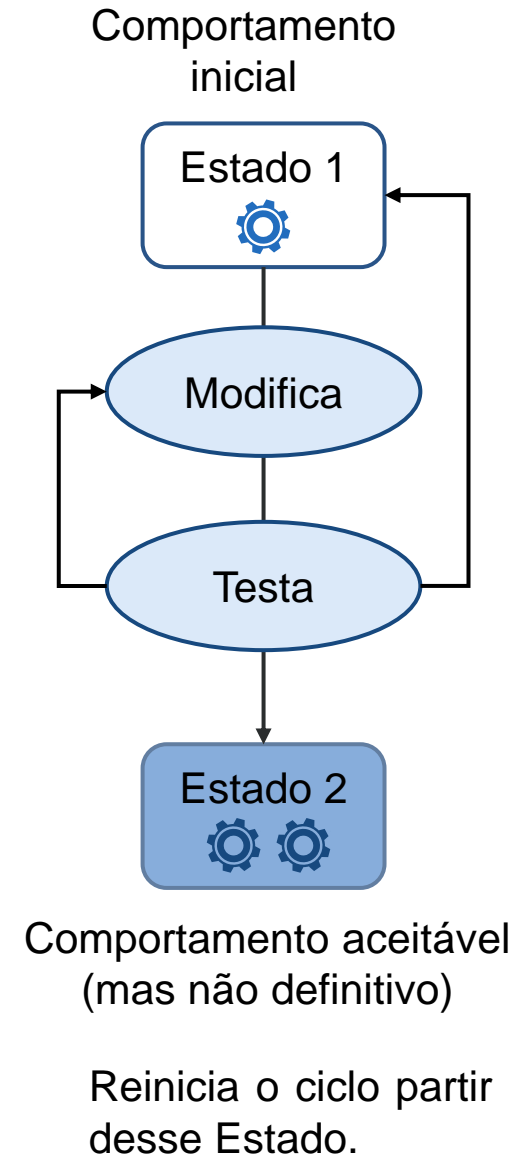 Comportamento
inicial
Estado 1
Modifica
Testa
Estado 2
Comportamento aceitável
(mas não definitivo)
Reinicia o ciclo partir
desse Estado.